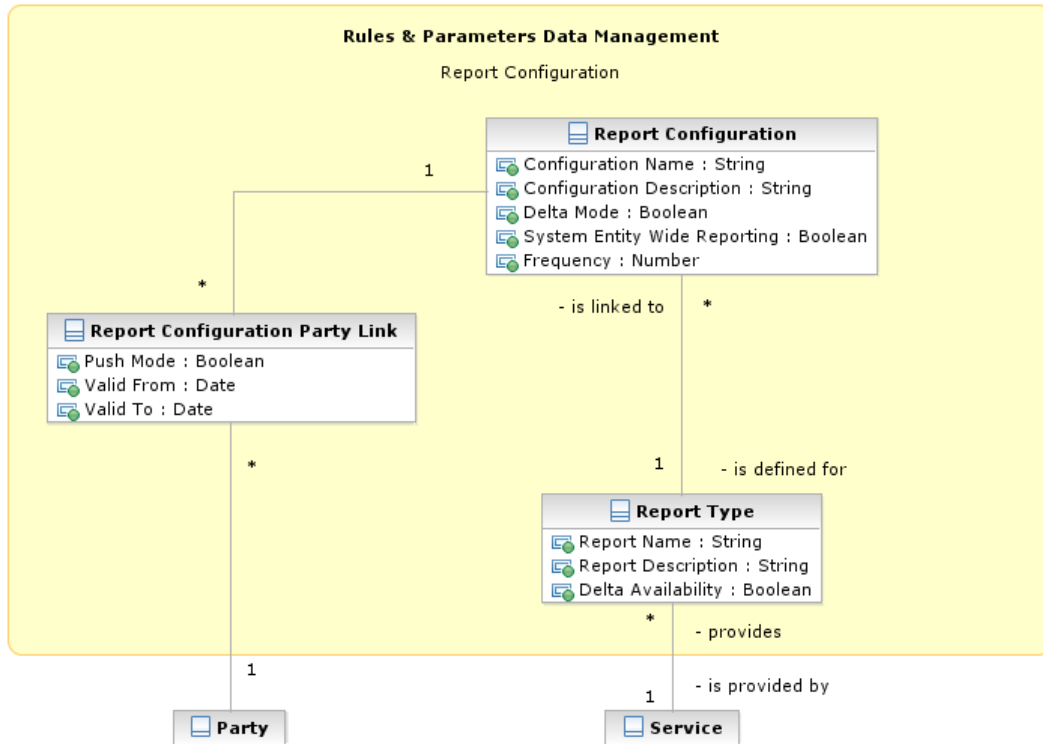 Rules & Parameters Data Management
Report Configuration
Report Configuration
Configuration Name : String
Configuration Description : String
Delta Mode : Boolean
System Entity Wide Reporting : Boolean
Frequency : Number
1
*
- is linked to
*
Report Configuration Party Link
Push Mode : Boolean
Valid From : Date
Valid To : Date
*
1
- is defined for
Report Type
Report Name : String
Report Description : String
Delta Availability : Boolean
*
- provides
1
1
- is provided by
Party
Service